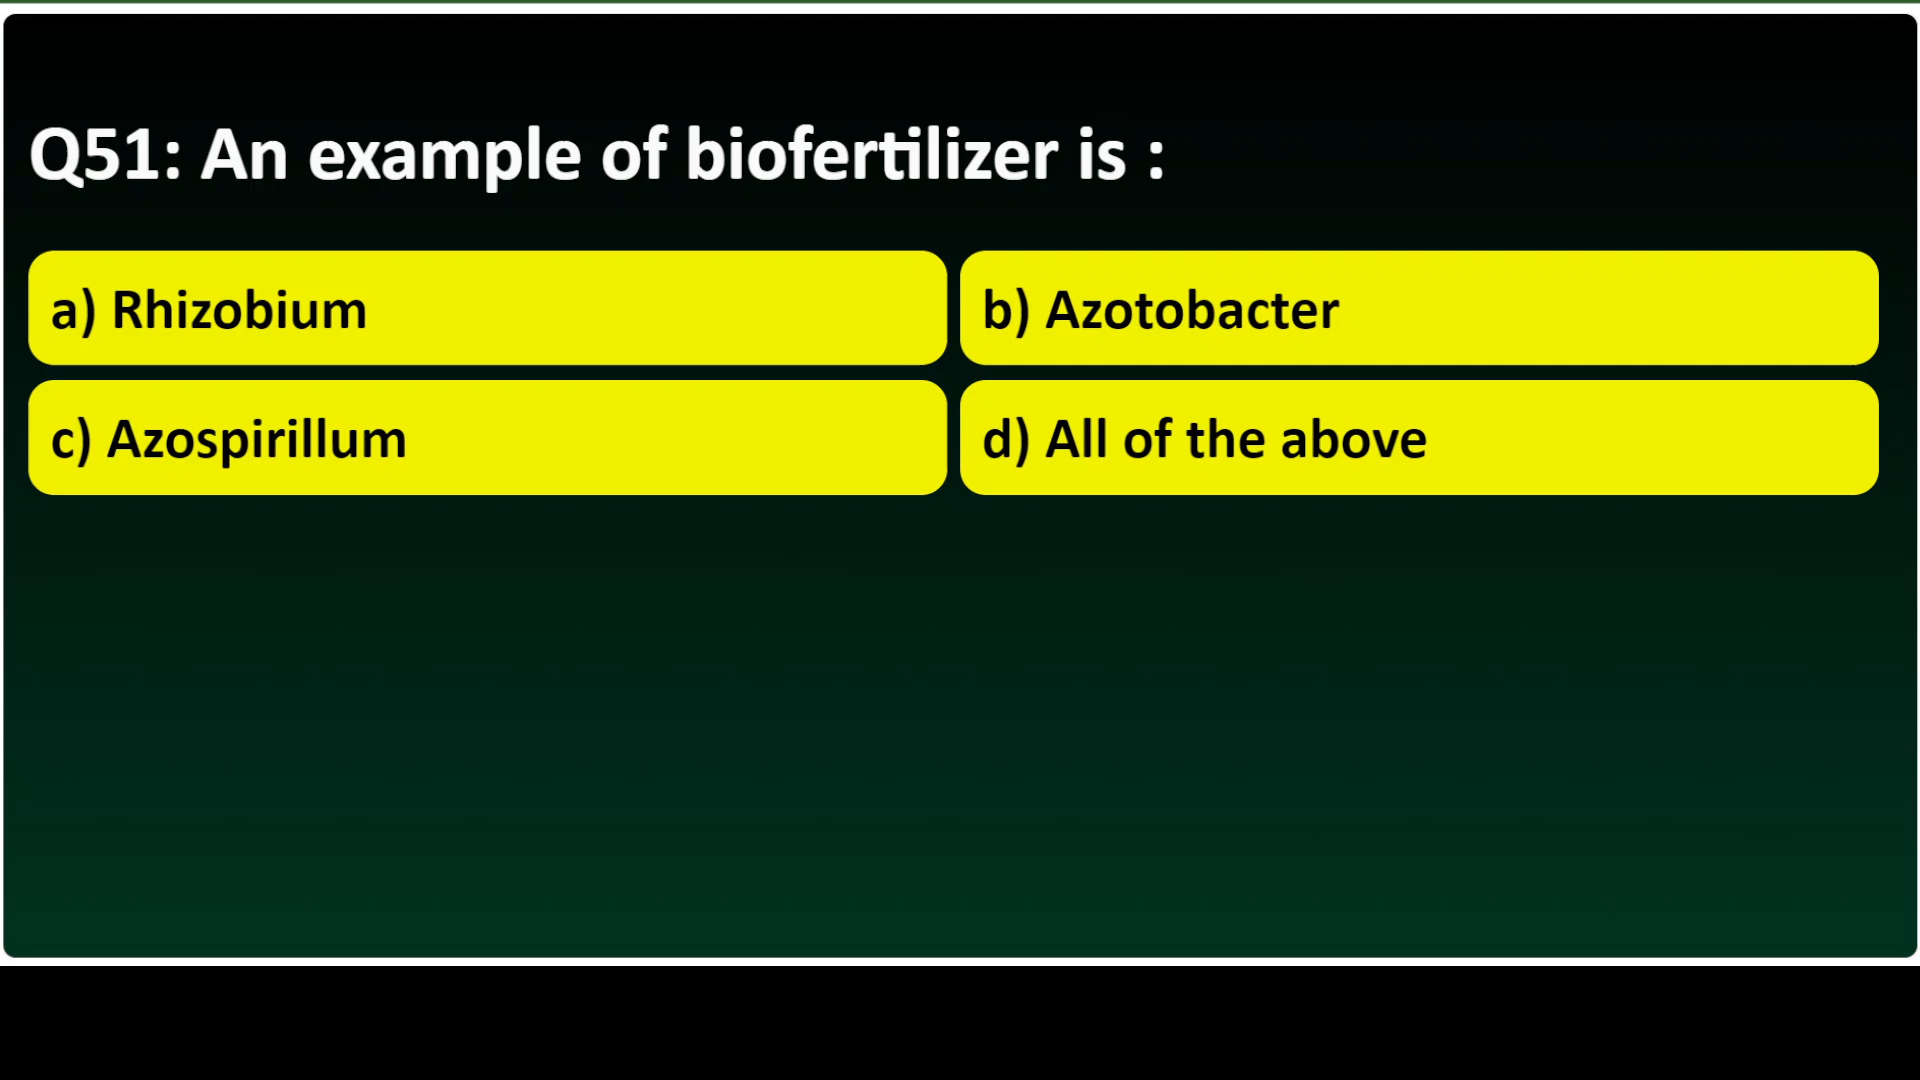 Q51: An example of biofertilizer is :
a) Rhizobium
b) Azotobacter
c) Azospirillum
d) All of the above